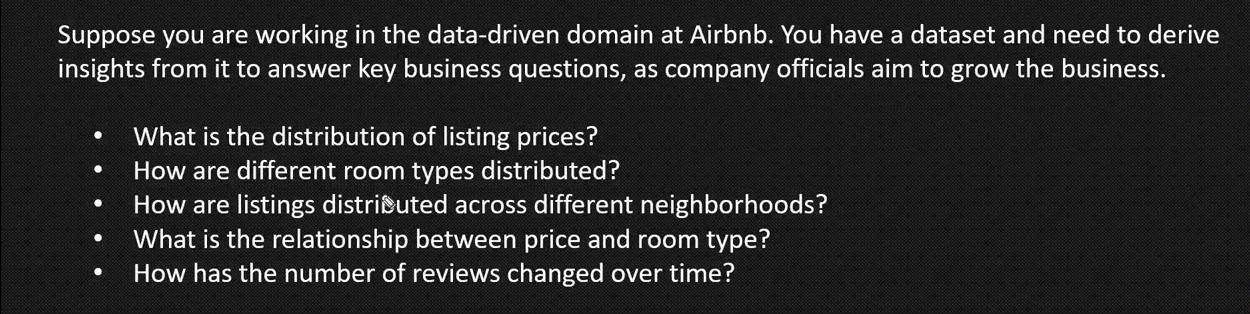 Suppose you are working in the data-driven domain at Airbnb. You have a dataset and need to derive
insights from it to answer key business questions, as company officials aim to grow the business.
• What is the distribution of listing prices?
• How are different room types distributed?
• How are listings distributed across different neighborhoods?
• What is the relationship between price and room type?
• How has the number of reviews changed over time?